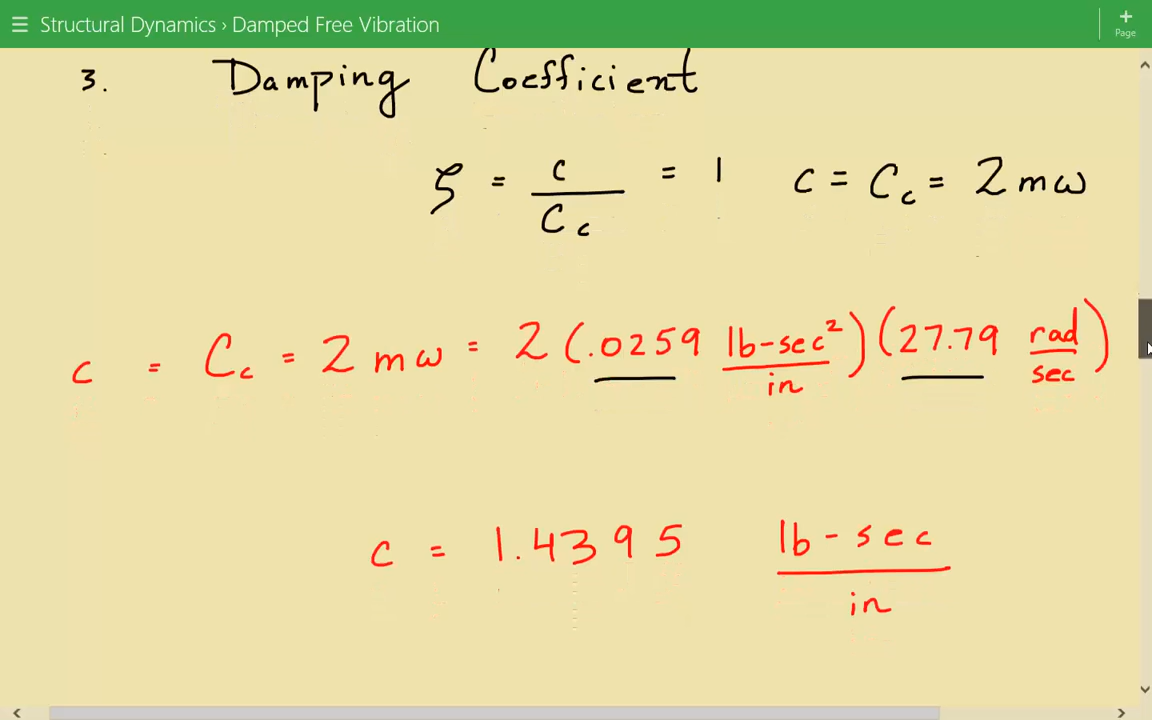 Structural Dynamics › Damped Free Vibration
Page
3. Damping Coefficient
ζ = c / Cc = 1 c = Cc = 2mω
c = Cc = 2mω = 2 (.0259 lb-sec² / in) (27.79 rad / sec)
c = 1.4395 lb-sec / in